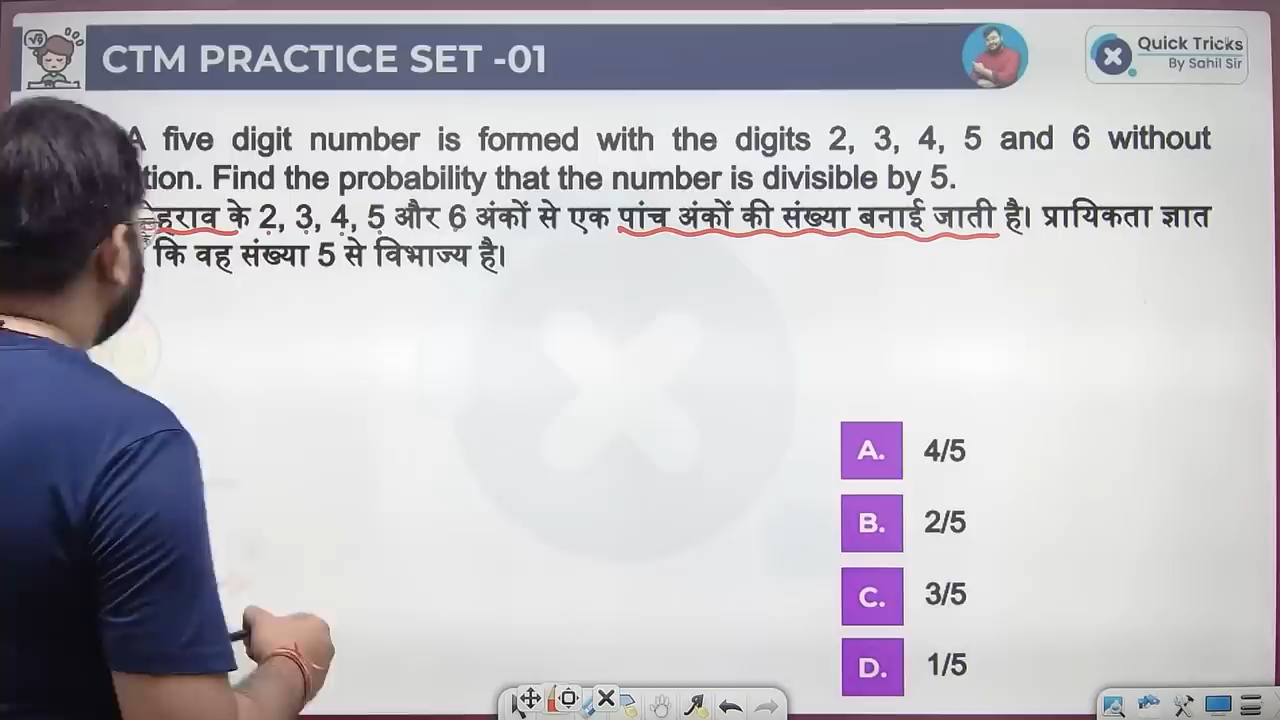 CTM PRACTICE SET -01
Quick Tricks
By Sahil Sir
A five digit number is formed with the digits 2, 3, 4, 5 and 6 without
tion. Find the probability that the number is divisible by 5.
के 2, 3, 4, 5 और 6 अंकों से एक पांच अंकों की संख्या बनाई जाती है। प्रायिकता ज्ञात
कि वह संख्या 5 से विभाज्य है।
A. 4/5
B. 2/5
C. 3/5
D. 1/5